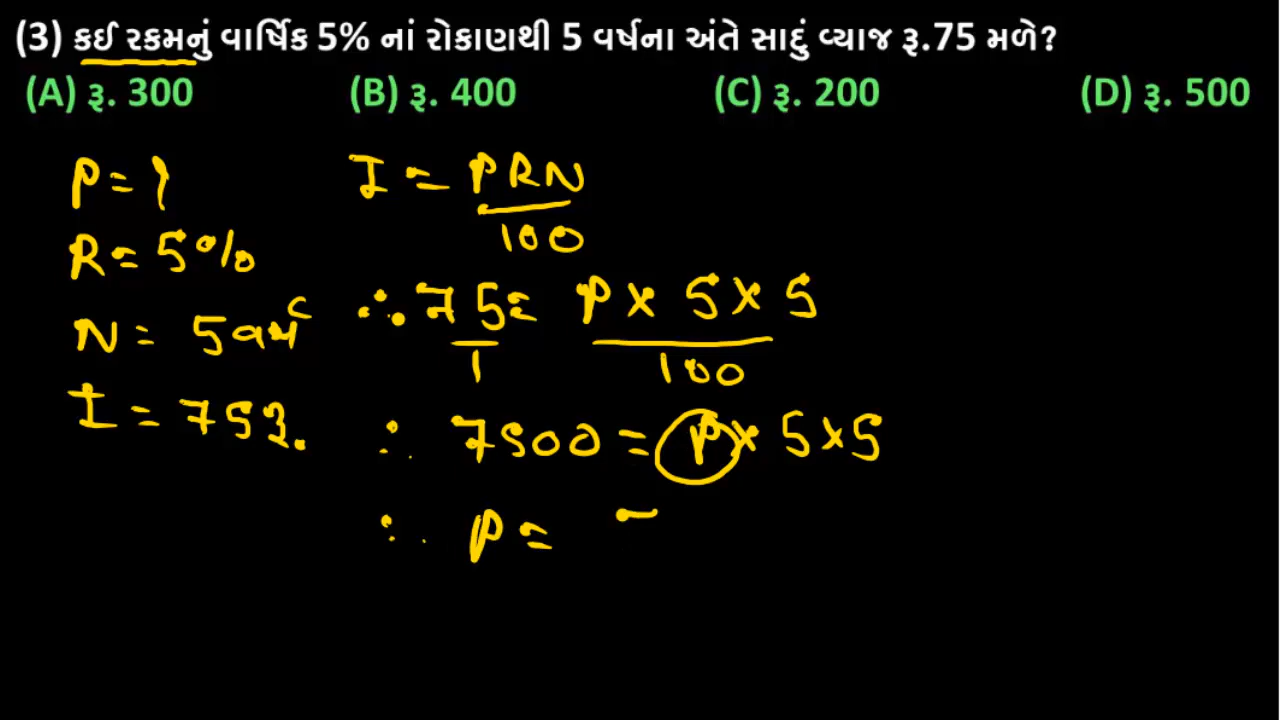 (3) કઈ રકમનું વાર્ષિક 5% નાં રોકાણથી 5 વર્ષના અંતે સાદું વ્યાજ રૂ.75 મળે?
(A) રૂ. 300 (B) રૂ. 400 (C) રૂ. 200 (D) રૂ. 500
P = ? I = PRN
100
R = 5%
∴ 75 = P x 5 x 5
1 100
N = 5 વર્ષ
I = 75રૂ.
∴ 7500 = P x 5 x 5
∴ P =